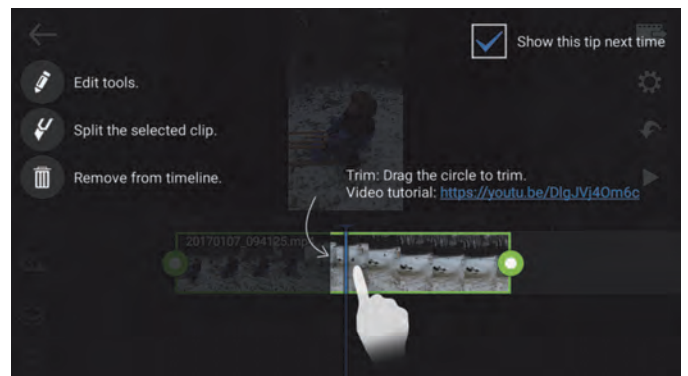 Show this tip next time
Edit tools.
Split the selected clip.
Remove from timeline.
Trim: Drag the circle to trim.
Video tutorial: https://youtu.be/DlgJVj4Om6c
20170107_094125.mp4